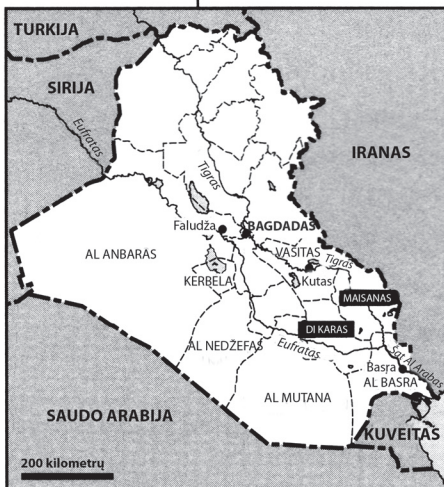 TURKIJA
SIRIJA
Eufratas
IRANAS
Tigras
Faludža
BAGDADAS
AL ANBARAS
VASITAS
Tigras
KERBELA
Kutas
MAISANAS
DI KARAS
AL NEDŽEFAS
Eufratas
Šat Al Arabas
Basra
AL BASRA
AL MUTANA
SAUDO ARABIJA
KUVEITAS
200 kilometrų